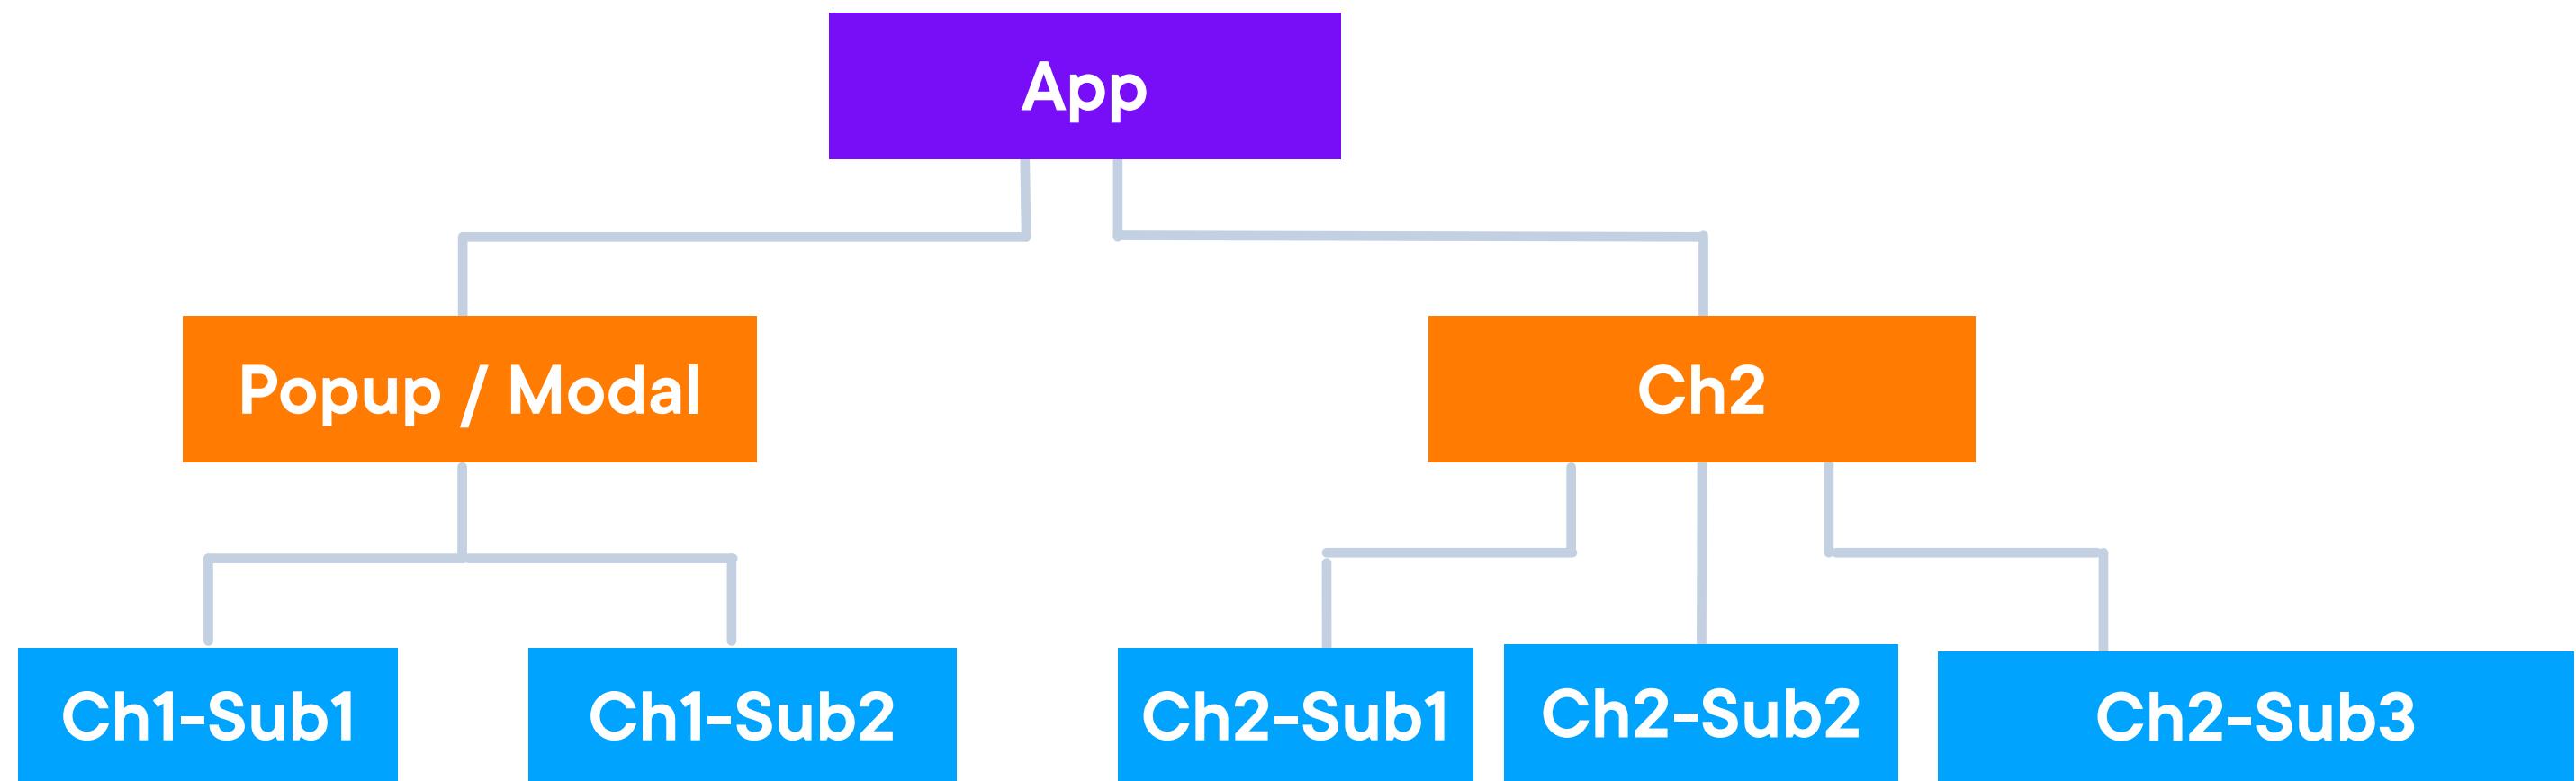 App
Popup / Modal
Ch2
Ch1-Sub1
Ch1-Sub2
Ch2-Sub1
Ch2-Sub2
Ch2-Sub3